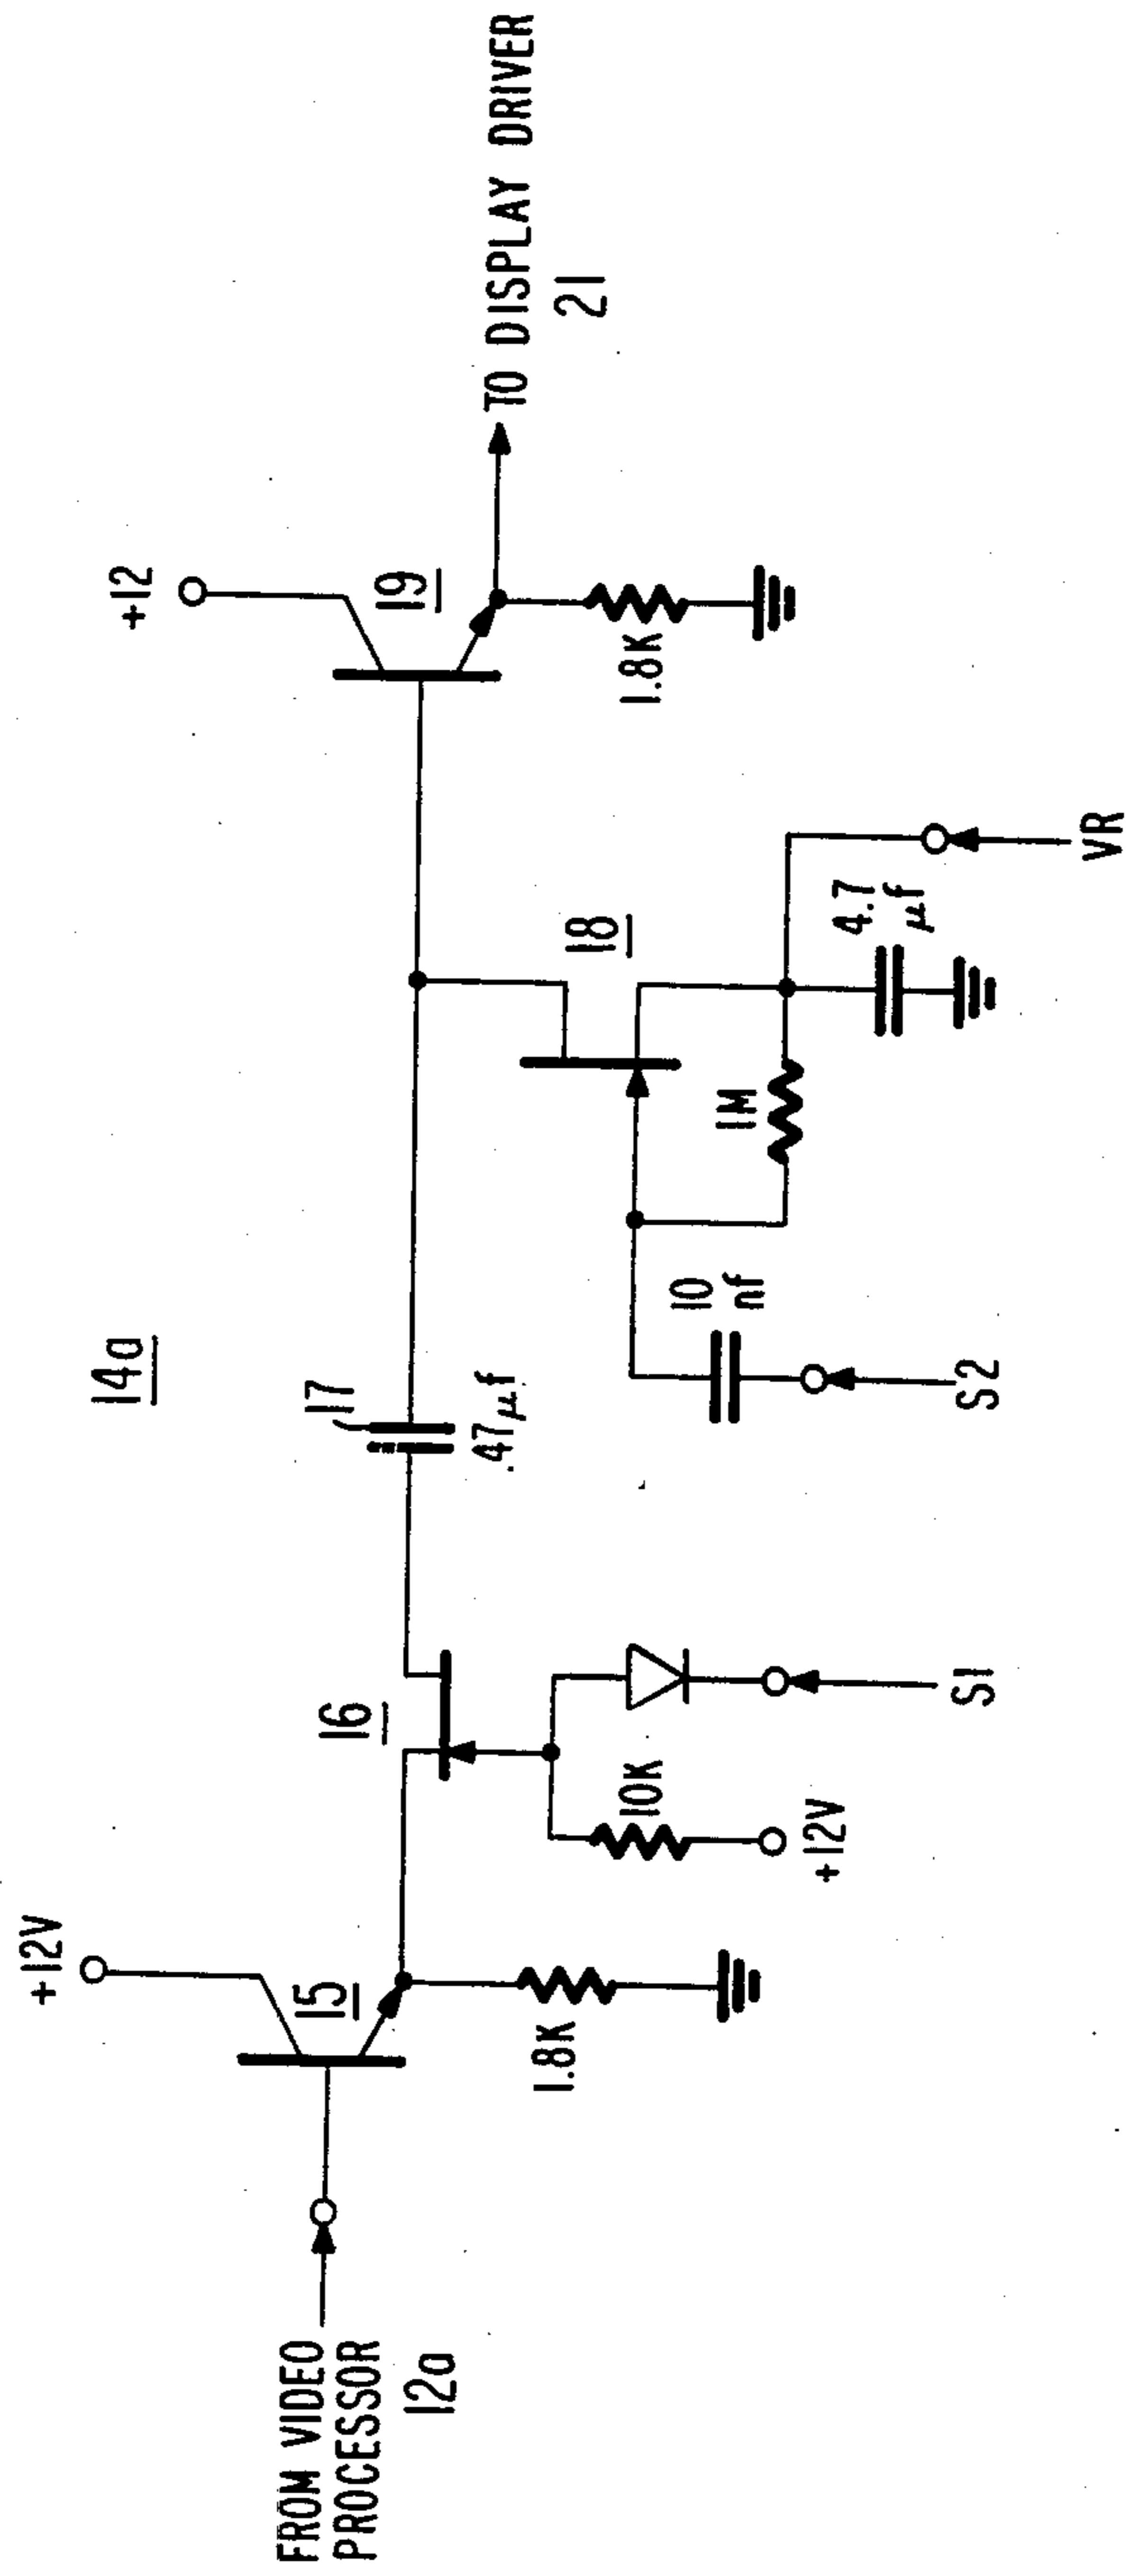 14a
+12V
+12
15
16
17
.47μf
18
19
FROM VIDEO
PROCESSOR
12a
1.8K
10K
+12V
S1
10
nf
S2
1M
4.7
μf
VR
1.8K
TO DISPLAY DRIVER
21